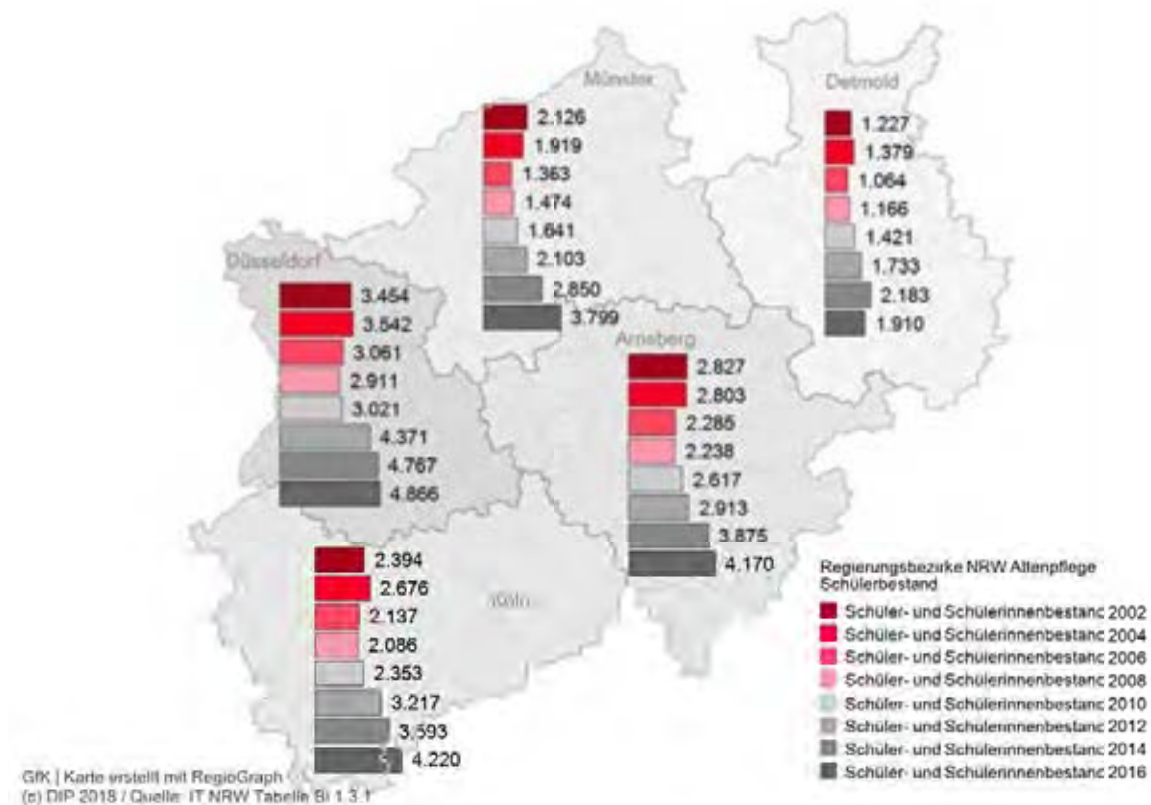 Münster
2.126
1.919
1.363
1.474
1.641
2.103
2.850
3.799
Detmold
1.227
1.379
1.064
1.166
1.421
1.733
2.183
1.910
Düsseldorf
3.454
3.542
3.061
2.911
3.021
4.371
4.767
4.866
Arnsberg
2.827
2.803
2.285
2.238
2.617
2.913
3.875
4.170
Köln
2.394
2.676
2.137
2.086
2.353
3.217
3.593
4.220
Regierungsbezirke NRW Altenpflege
Schülerbestand
Schüler- und Schülerinnenbestand 2002
Schüler- und Schülerinnenbestand 2004
Schüler- und Schülerinnenbestand 2006
Schüler- und Schülerinnenbestand 2008
Schüler- und Schülerinnenbestand 2010
Schüler- und Schülerinnenbestand 2012
Schüler- und Schülerinnenbestand 2014
Schüler- und Schülerinnenbestand 2016
GfK | Karte erstellt mit RegioGraph
(c) DIP 2018 / Quelle: IT NRW Tabelle BI 1.3.1